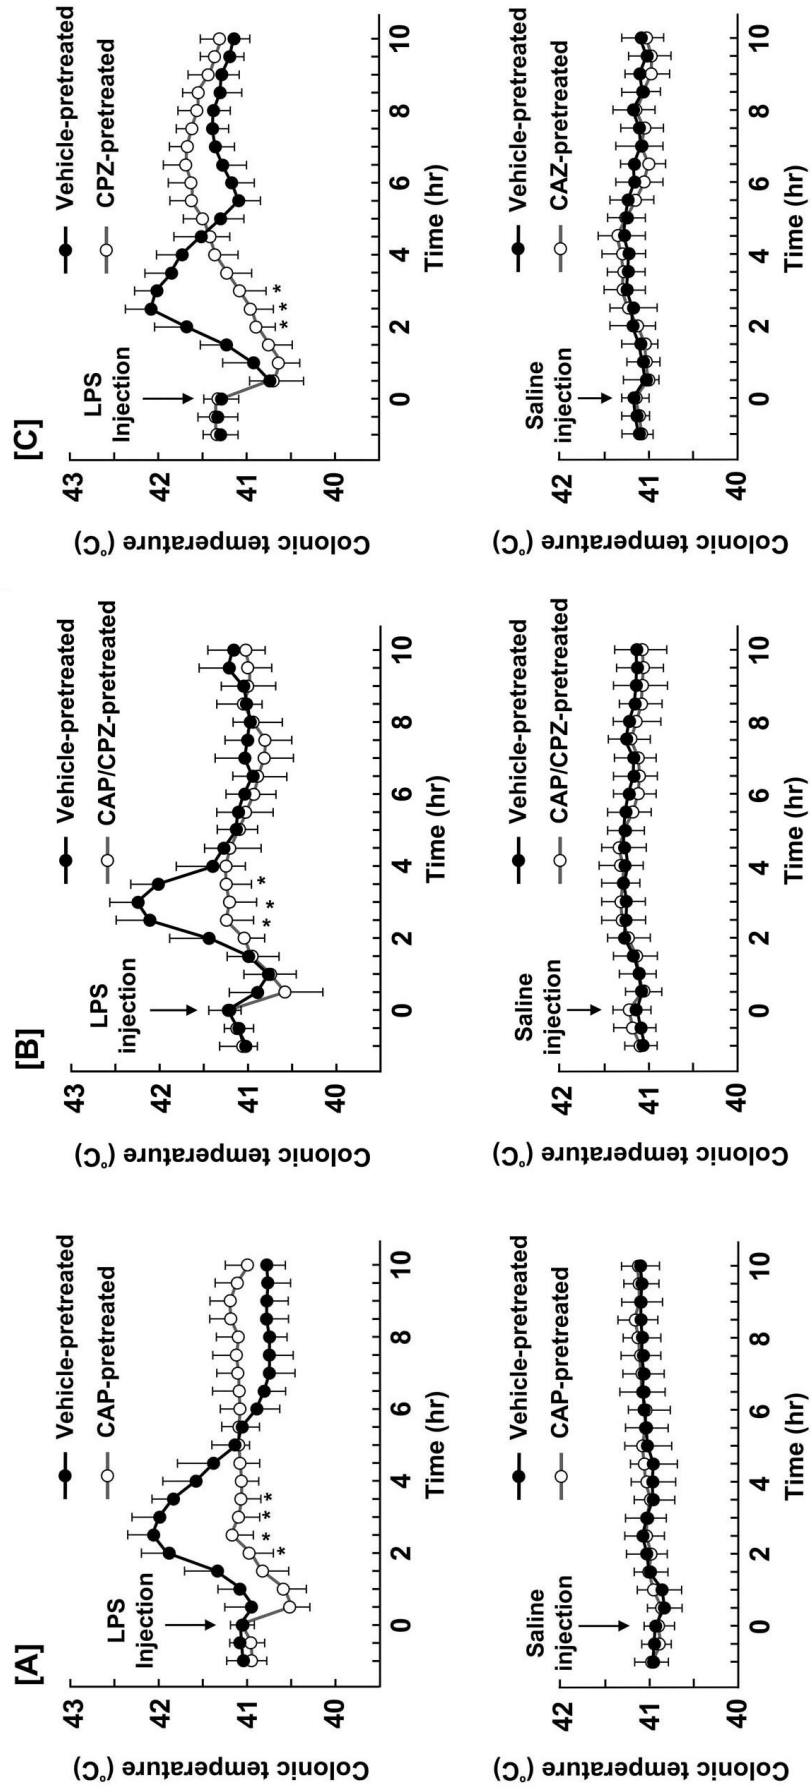 [A]
Vehicle-pretreated
CAP-pretreated
LPS
Injection
Colonic temperature (°C)
43
42
41
40
* * * *
0 2 4 6 8 10
Time (hr)
[B]
Vehicle-pretreated
CAP/CPZ-pretreated
LPS
injection
Colonic temperature (°C)
43
42
41
40
* * *
0 2 4 6 8 10
Time (hr)
[C]
Vehicle-pretreated
CPZ-pretreated
LPS
Injection
Colonic temperature (°C)
43
42
41
40
* * *
0 2 4 6 8 10
Time (hr)
Vehicle-pretreated
CAP-pretreated
Saline
injection
Colonic temperature (°C)
42
41
40
0 2 4 6 8 10
Time (hr)
Vehicle-pretreated
CAP/CPZ-pretreated
Saline
injection
Colonic temperature (°C)
42
41
40
0 2 4 6 8 10
Time (hr)
Vehicle-pretreated
CAZ-pretreated
Saline
injection
Colonic temperature (°C)
42
41
40
0 2 4 6 8 10
Time (hr)